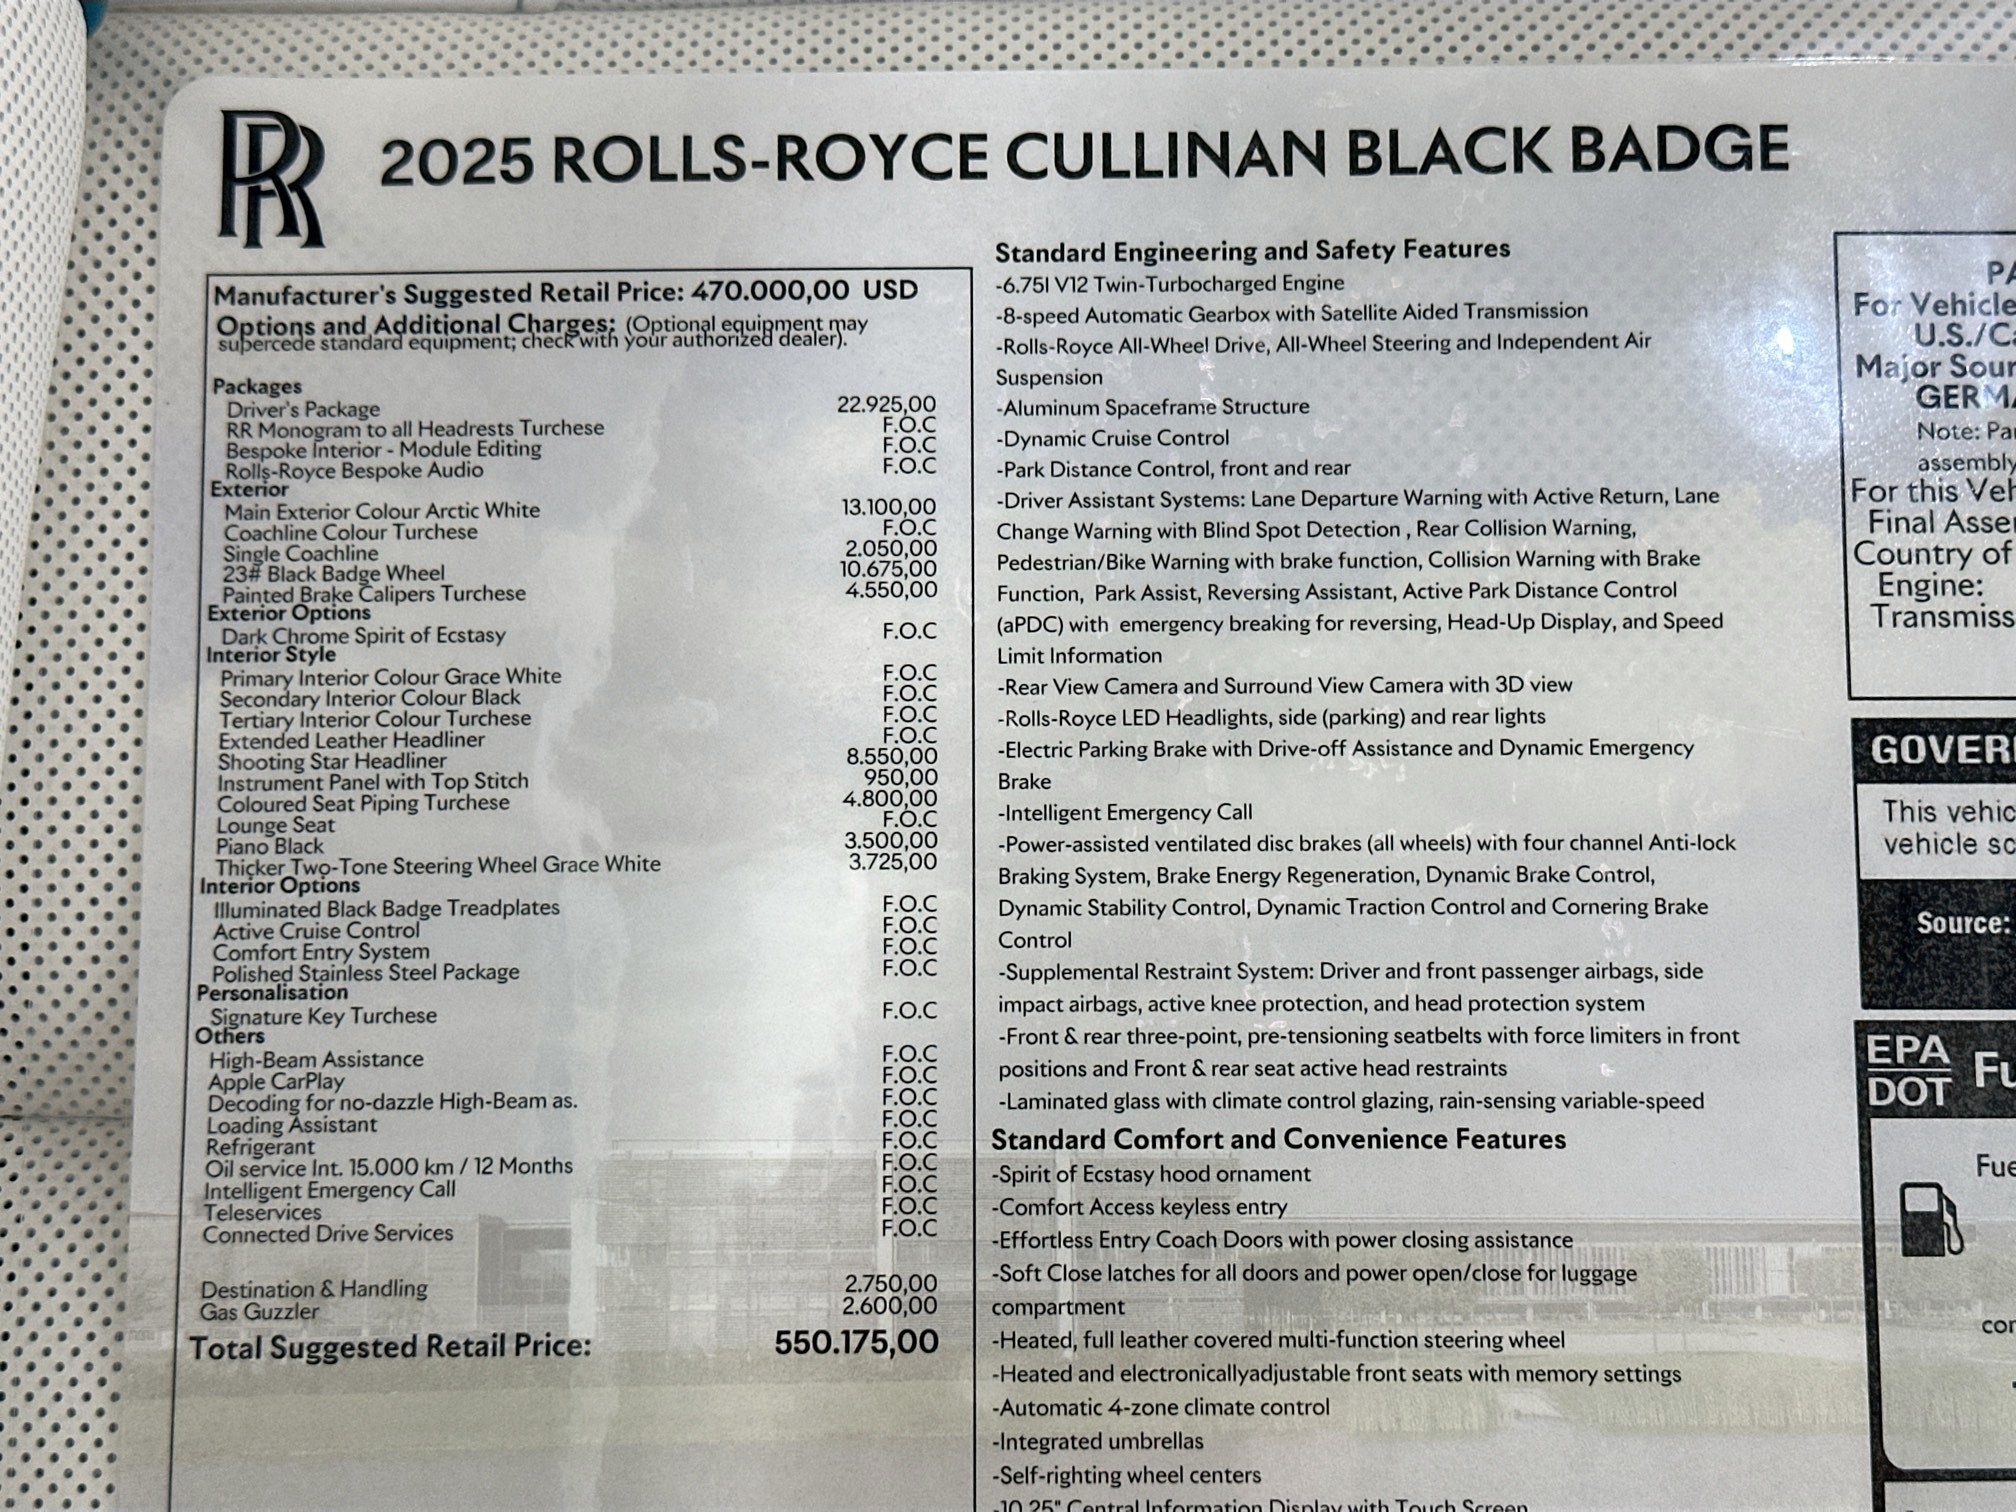 RR
2025 ROLLS-ROYCE CULLINAN BLACK BADGE
Manufacturer's Suggested Retail Price: 470.000,00 USD
Options and Additional Charges: (Optional equipment may
supercede standard equipment; check with your authorized dealer).
Packages
Driver's Package 22.925,00
RR Monogram to all Headrests Turchese F.O.C
Bespoke Interior - Module Editing F.O.C
Rolls-Royce Bespoke Audio F.O.C
Exterior
Main Exterior Colour Arctic White 13.100,00
Coachline Colour Turchese F.O.C
Single Coachline 2.050,00
23# Black Badge Wheel 10.675,00
Painted Brake Calipers Turchese 4.550,00
Exterior Options
Dark Chrome Spirit of Ecstasy F.O.C
Interior Style
Primary Interior Colour Grace White F.O.C
Secondary Interior Colour Black F.O.C
Tertiary Interior Colour Turchese F.O.C
Extended Leather Headliner F.O.C
Shooting Star Headliner 8.550,00
Instrument Panel with Top Stitch 950,00
Coloured Seat Piping Turchese 4.800,00
Lounge Seat F.O.C
Piano Black 3.500,00
Thicker Two-Tone Steering Wheel Grace White 3.725,00
Interior Options
Illuminated Black Badge Treadplates F.O.C
Active Cruise Control F.O.C
Comfort Entry System F.O.C
Polished Stainless Steel Package F.O.C
Personalisation
Signature Key Turchese F.O.C
Others
High-Beam Assistance F.O.C
Apple CarPlay F.O.C
Decoding for no-dazzle High-Beam as. F.O.C
Loading Assistant F.O.C
Refrigerant F.O.C
Oil service Int. 15.000 km / 12 Months F.O.C
Intelligent Emergency Call F.O.C
Teleservices F.O.C
Connected Drive Services F.O.C
Destination & Handling 2.750,00
Gas Guzzler 2.600,00
Total Suggested Retail Price: 550.175,00
Standard Engineering and Safety Features
-6.75l V12 Twin-Turbocharged Engine
-8-speed Automatic Gearbox with Satellite Aided Transmission
-Rolls-Royce All-Wheel Drive, All-Wheel Steering and Independent Air
Suspension
-Aluminum Spaceframe Structure
-Dynamic Cruise Control
-Park Distance Control, front and rear
-Driver Assistant Systems: Lane Departure Warning with Active Return, Lane
Change Warning with Blind Spot Detection , Rear Collision Warning,
Pedestrian/Bike Warning with brake function, Collision Warning with Brake
Function, Park Assist, Reversing Assistant, Active Park Distance Control
(aPDC) with emergency breaking for reversing, Head-Up Display, and Speed
Limit Information
-Rear View Camera and Surround View Camera with 3D view
-Rolls-Royce LED Headlights, side (parking) and rear lights
-Electric Parking Brake with Drive-off Assistance and Dynamic Emergency
Brake
-Intelligent Emergency Call
-Power-assisted ventilated disc brakes (all wheels) with four channel Anti-lock
Braking System, Brake Energy Regeneration, Dynamic Brake Control,
Dynamic Stability Control, Dynamic Traction Control and Cornering Brake
Control
-Supplemental Restraint System: Driver and front passenger airbags, side
impact airbags, active knee protection, and head protection system
-Front & rear three-point, pre-tensioning seatbelts with force limiters in front
positions and Front & rear seat active head restraints
-Laminated glass with climate control glazing, rain-sensing variable-speed
Standard Comfort and Convenience Features
-Spirit of Ecstasy hood ornament
-Comfort Access keyless entry
-Effortless Entry Coach Doors with power closing assistance
-Soft Close latches for all doors and power open/close for luggage
compartment
-Heated, full leather covered multi-function steering wheel
-Heated and electronicallyadjustable front seats with memory settings
-Automatic 4-zone climate control
-Integrated umbrellas
-Self-righting wheel centers
-10.25" Central Information Display with Touch Screen
PA
For Vehicle
U.S./Ca
Major Sour
GERMA
Note: Par
assembly
For this Veh
Final Asse
Country of
Engine:
Transmiss
GOVER
This vehic
vehicle sc
Source:
EPA
DOT
Fu
Fue